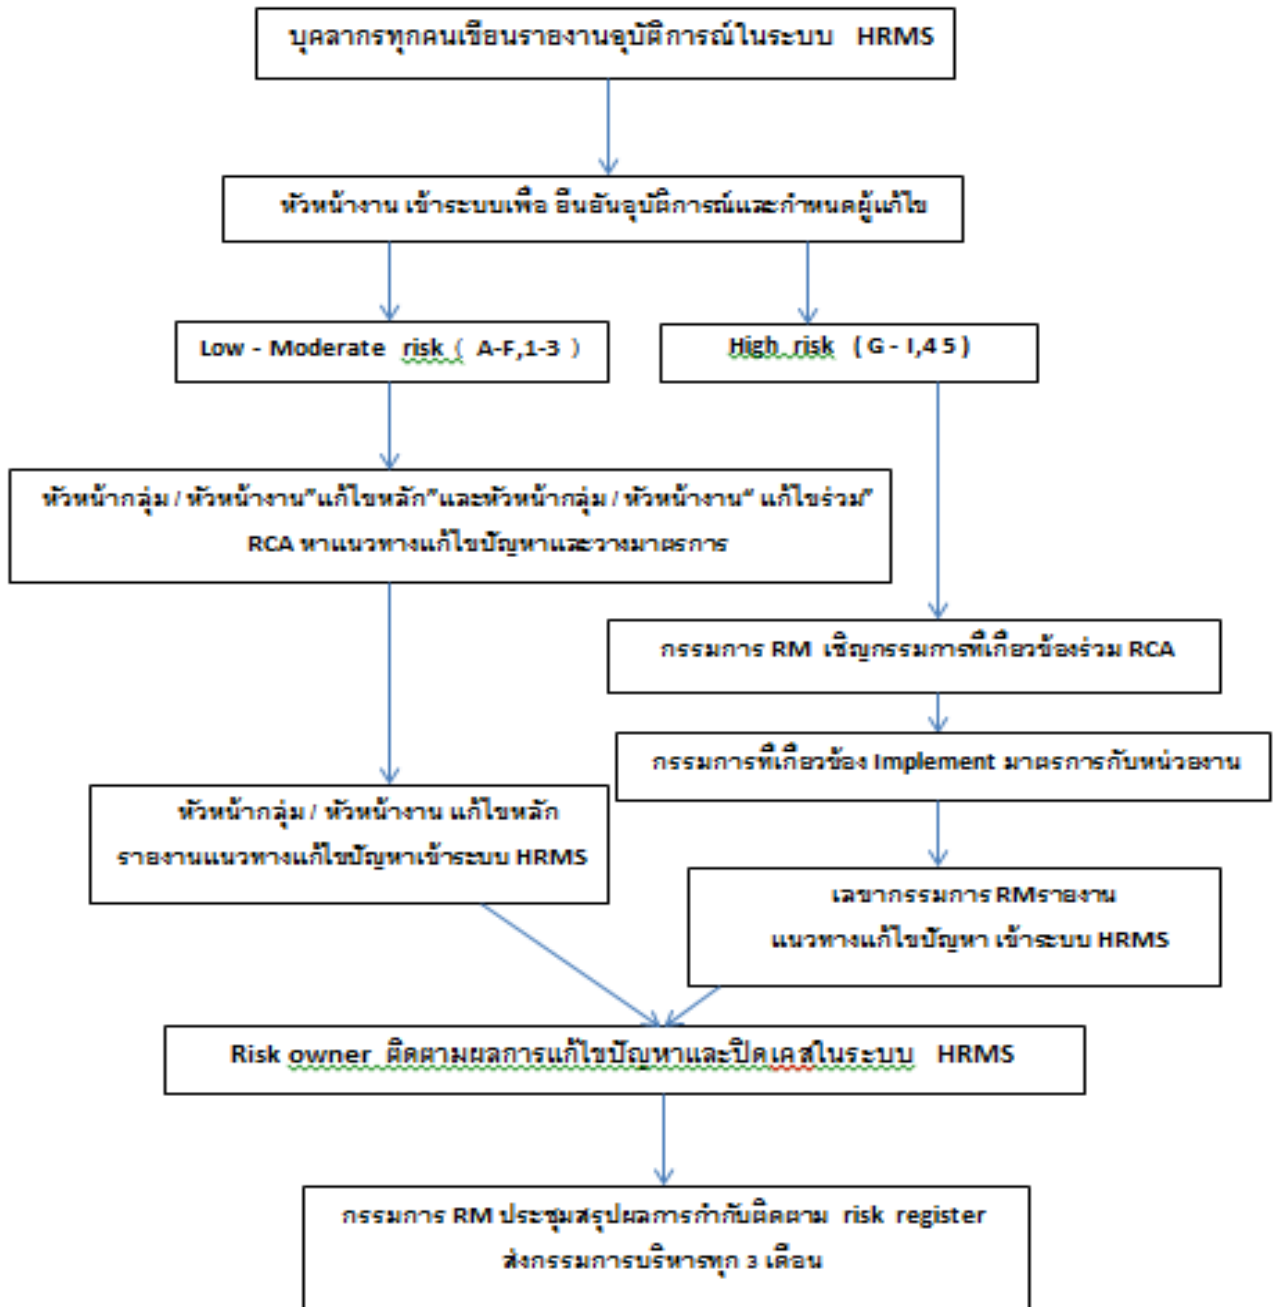 บุคลากรทุกคนเขียนรายงานอุบัติการณ์ในระบบ HRMS
หัวหน้างาน เข้าระบบเพื่อ ยืนยันอุบัติการณ์และกำหนดผู้แก้ไข
Low - Moderate risk ( A-F,1-3 )
High risk ( G - I,4 5 )
หัวหน้ากลุ่ม / หัวหน้างาน"แก้ไขหลัก"และหัวหน้ากลุ่ม / หัวหน้างาน" แก้ไขร่วม"
RCA หาแนวทางแก้ไขปัญหาและวางมาตรการ
กรรมการ RM เชิญกรรมการที่เกี่ยวข้องร่วม RCA
กรรมการที่เกี่ยวข้อง Implement มาตรการกับหน่วยงาน
หัวหน้ากลุ่ม / หัวหน้างาน แก้ไขหลัก
รายงานแนวทางแก้ไขปัญหาเข้าระบบ HRMS
เลขากรรมการ RMรายงาน
แนวทางแก้ไขปัญหา เข้าระบบ HRMS
Risk owner ติดตามผลการแก้ไขปัญหาและปิดเคสในระบบ HRMS
กรรมการ RM ประชุมสรุปผลการกำกับติดตาม risk register
ส่งกรรมการบริหารทุก 3 เดือน